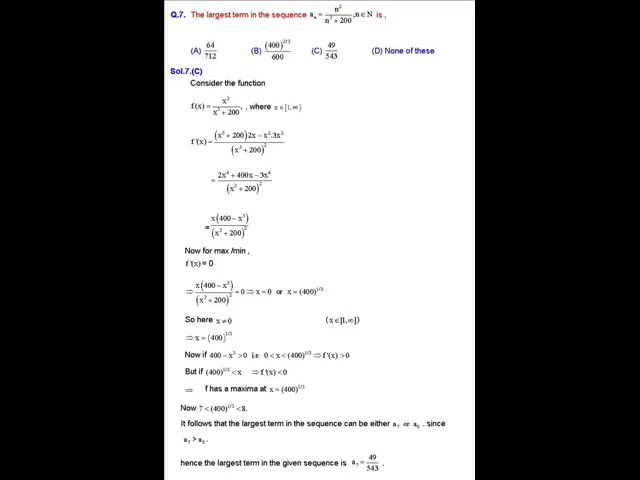 Q.7. The largest term in the sequence aₙ = n²/(n³ + 200), n ∈ N is ,
(A) 64/712 (B) (400)^(2/3)/600 (C) 49/543 (D) None of these
Sol.7.(C)
Consider the function
f(x) = x²/(x³ + 200), , where x ∈ [1, ∞)
f'(x) = ((x³ + 200)2x − x².3x²)/(x³ + 200)²
= (2x⁴ + 400x − 3x⁴)/(x³ + 200)²
= x(400 − x³)/(x³ + 200)²
Now for max /min ,
f'(x) = 0
⇒ x(400 − x³)/(x³ + 200)² = 0 ⇒ x = 0 or x = (400)^(1/3)
So here x ≠ 0 {x ∈ [1, ∞]}
⇒ x = (400)^(1/3)
Now if 400 − x³ > 0 i.e 0 < x < (400)^(1/3) ⇒ f'(x) > 0
But if (400)^(1/3) < x ⇒ f'(x) < 0
⇒ f has a maxima at x = (400)^(1/3)
Now 7 < (400)^(1/3) < 8.
It follows that the largest term in the sequence can be either a₇ or a₈ . since
a₇ > a₈ .
hence the largest term in the given sequence is a₇ = 49/543 .